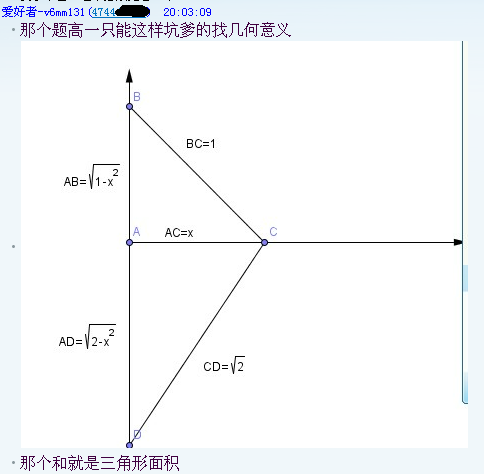 爱好者-v6mm131(4744 20:03:09
·那个题高一只能这样坑爹的找几何意义
B
BC=1
AB=√1-x²
A
AC=x
C
AD=√2-x²
CD=√2
D
·那个和就是三角形面积